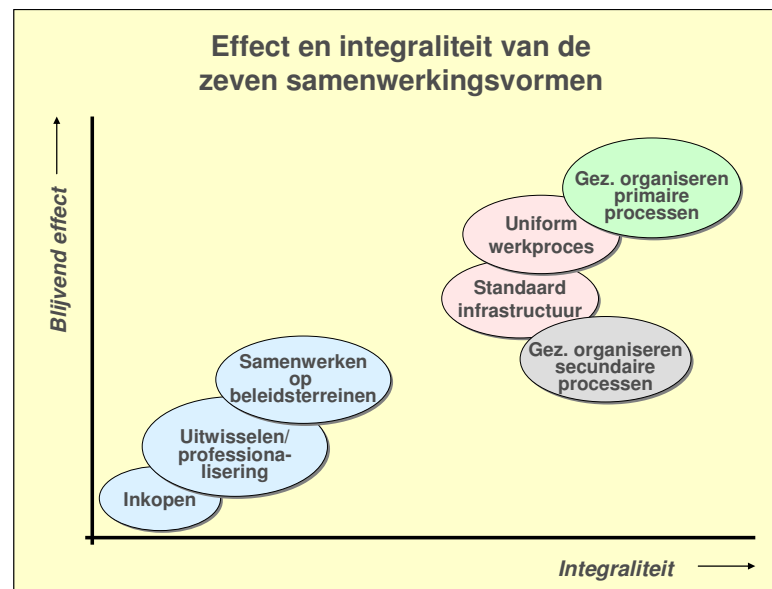 Effect en integraliteit van de
zeven samenwerkingsvormen
Blijvend effect
Gez. organiseren
primaire
processen
Uniform
werkproces
Standaard
infrastructuur
Gez. organiseren
secundaire
processen
Samenwerken
op
beleidsterreinen
Uitwisselen/
professiona-
lisering
Inkopen
Integraliteit